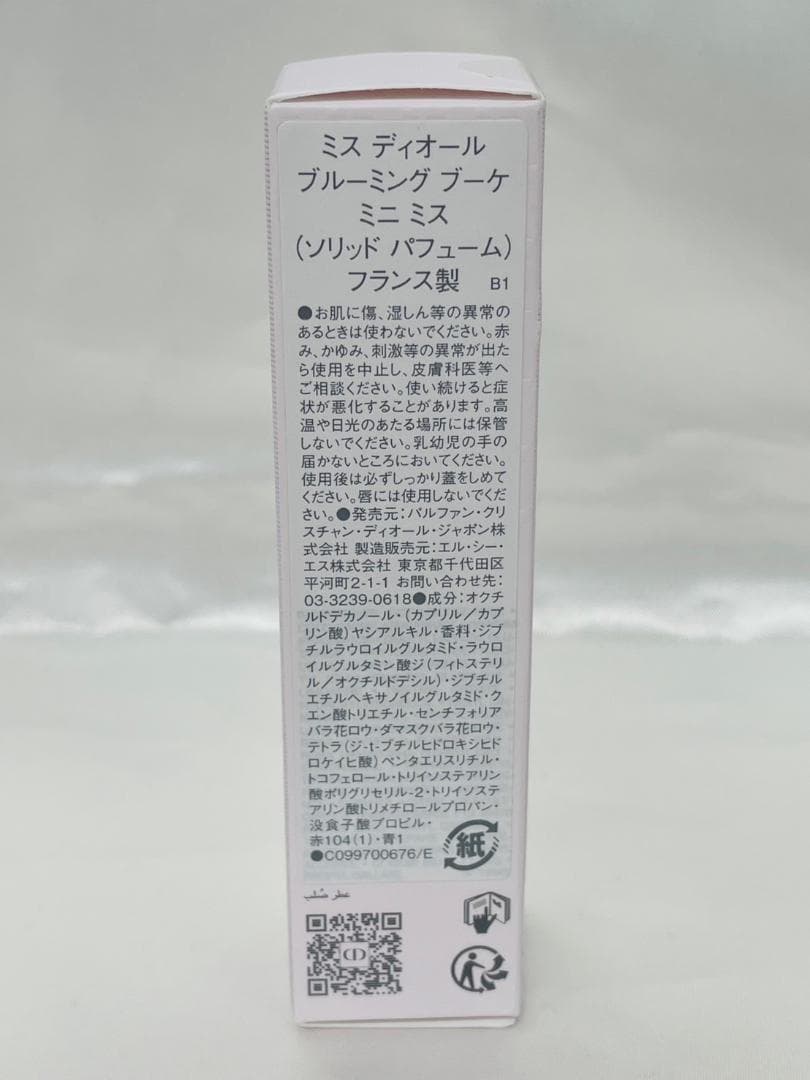 ミス ディオール
ブルーミング ブーケ
ミニ ミス
(ソリッド パフューム)
フランス製 B1
●お肌に傷、湿しん等の異常の
あるときは使わないでください。赤
み、かゆみ、刺激等の異常が出た
ら使用を中止し、皮膚科医等へ
ご相談ください。使い続けると症
状が悪化することがあります。高
温や日光のあたる場所には保管
しないでください。乳幼児の手の
届かないところにおいてください。
使用後は必ずしっかり蓋をしめて
ください。唇には使用しないでくだ
さい。●発売元:パルファン・クリ
スチャン・ディオール・ジャポン株
式会社 製造販売元:エル・シー・
エス株式会社 東京都千代田区
平河町2-1-1 お問い合わせ先:
03-3239-0618●成分:オクチ
ルドデカノール・(カプリル/カプ
リン酸)ヤシアルキル・香料・ジブ
チルラウロイルグルタミド・ラウロ
イルグルタミン酸ジ(フィトステリ
ル/オクチルドデシル)・ジブチル
エチルヘキサノイルグルタミド・ク
エン酸トリエチル・センチフォリア
バラ花ロウ・ダマスクバラ花ロウ・
テトラ(ジ-t-ブチルヒドロキシヒド
ロケイヒ酸)ペンタエリスリチル・
トコフェロール・トリイソステアリン
酸ポリグリセリル-2・トリイソステ
アリン酸トリメチロールプロパン・
没食子酸プロピル・
赤104(1)・青1
●C099700676/E
紙
عطر صُلب
CD